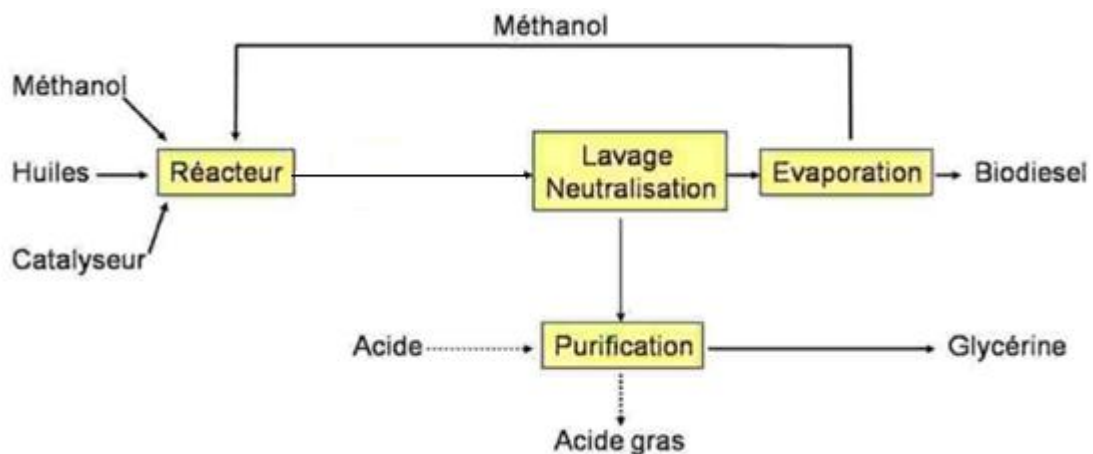 Méthanol
Méthanol
Huiles
Réacteur
Lavage
Neutralisation
Evaporation
Biodiesel
Catalyseur
Acide
Purification
Glycérine
Acide gras